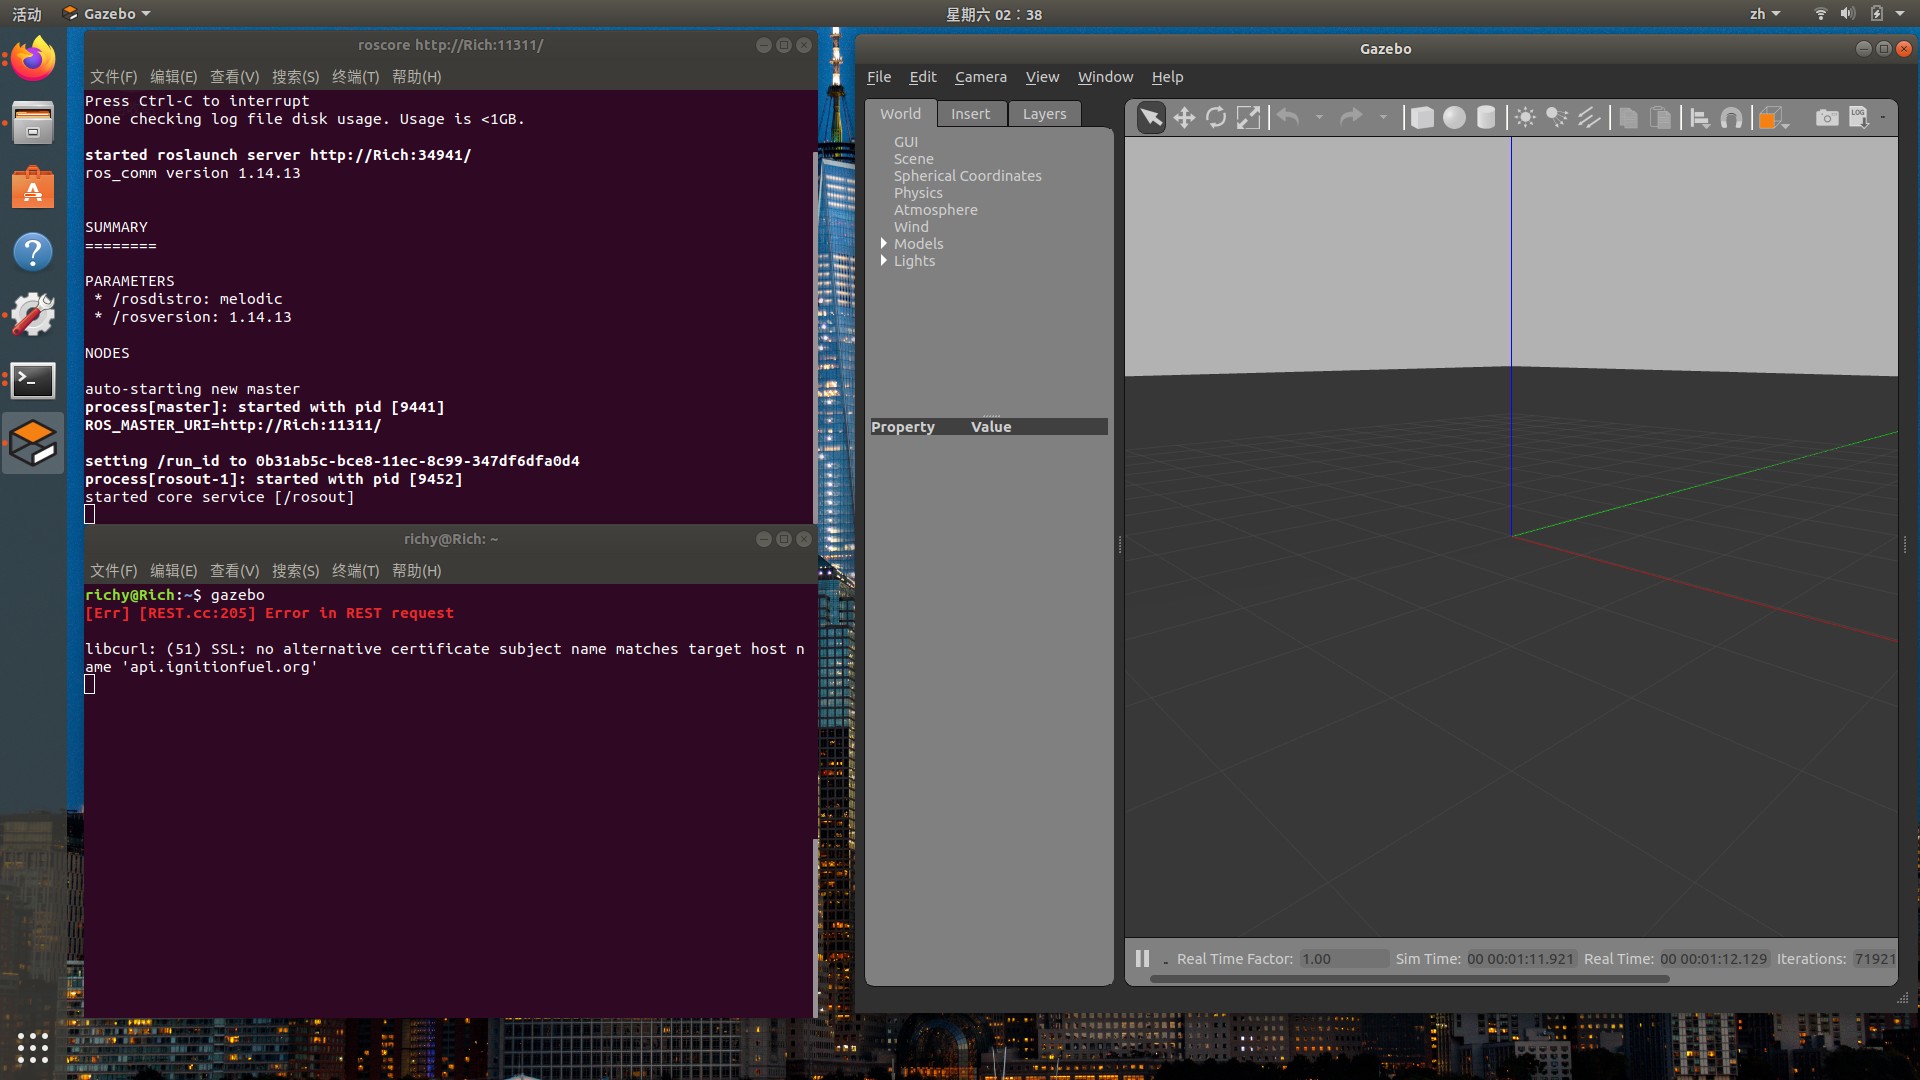 活动
Gazebo
星期六 02：38
zh
roscore http://Rich:11311/
文件(F) 编辑(E) 查看(V) 搜索(S) 终端(T) 帮助(H)
Press Ctrl-C to interrupt
Done checking log file disk usage. Usage is <1GB.
started roslaunch server http://Rich:34941/
ros_comm version 1.14.13
SUMMARY
========
PARAMETERS
* /rosdistro: melodic
* /rosversion: 1.14.13
NODES
auto-starting new master
process[master]: started with pid [9441]
ROS_MASTER_URI=http://Rich:11311/
setting /run_id to 0b31ab5c-bce8-11ec-8c99-347df6dfa0d4
process[rosout-1]: started with pid [9452]
started core service [/rosout]
richy@Rich: ~
文件(F) 编辑(E) 查看(V) 搜索(S) 终端(T) 帮助(H)
richy@Rich:~$ gazebo
[Err] [REST.cc:205] Error in REST request
libcurl: (51) SSL: no alternative certificate subject name matches target host n
ame 'api.ignitionfuel.org'
Gazebo
File Edit Camera View Window Help
World Insert Layers
GUI
Scene
Spherical Coordinates
Physics
Atmosphere
Wind
Models
Lights
Property Value
LOG
Real Time Factor: 1.00 Sim Time: 00 00:01:11.921 Real Time: 00 00:01:12.129 Iterations: 71921